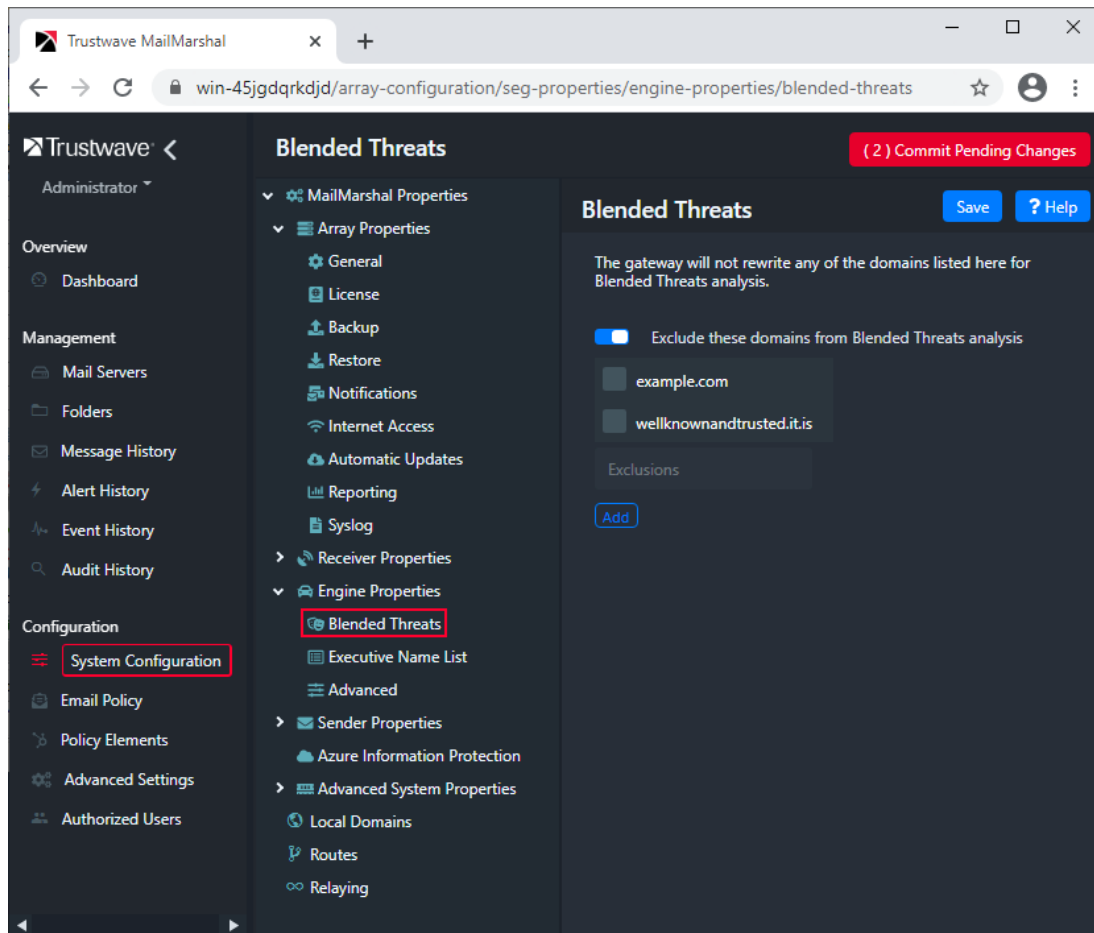 Trustwave MailMarshal
win-45jgdqrkdjd/array-configuration/seg-properties/engine-properties/blended-threats
Trustwave
Administrator
Overview
Dashboard
Management
Mail Servers
Folders
Message History
Alert History
Event History
Audit History
Configuration
System Configuration
Email Policy
Policy Elements
Advanced Settings
Authorized Users
Blended Threats
( 2 ) Commit Pending Changes
MailMarshal Properties
Array Properties
General
License
Backup
Restore
Notifications
Internet Access
Automatic Updates
Reporting
Syslog
Receiver Properties
Engine Properties
Blended Threats
Executive Name List
Advanced
Sender Properties
Azure Information Protection
Advanced System Properties
Local Domains
Routes
Relaying
Blended Threats
Save
? Help
The gateway will not rewrite any of the domains listed here for
Blended Threats analysis.
Exclude these domains from Blended Threats analysis
example.com
wellknownandtrusted.it.is
Exclusions
Add